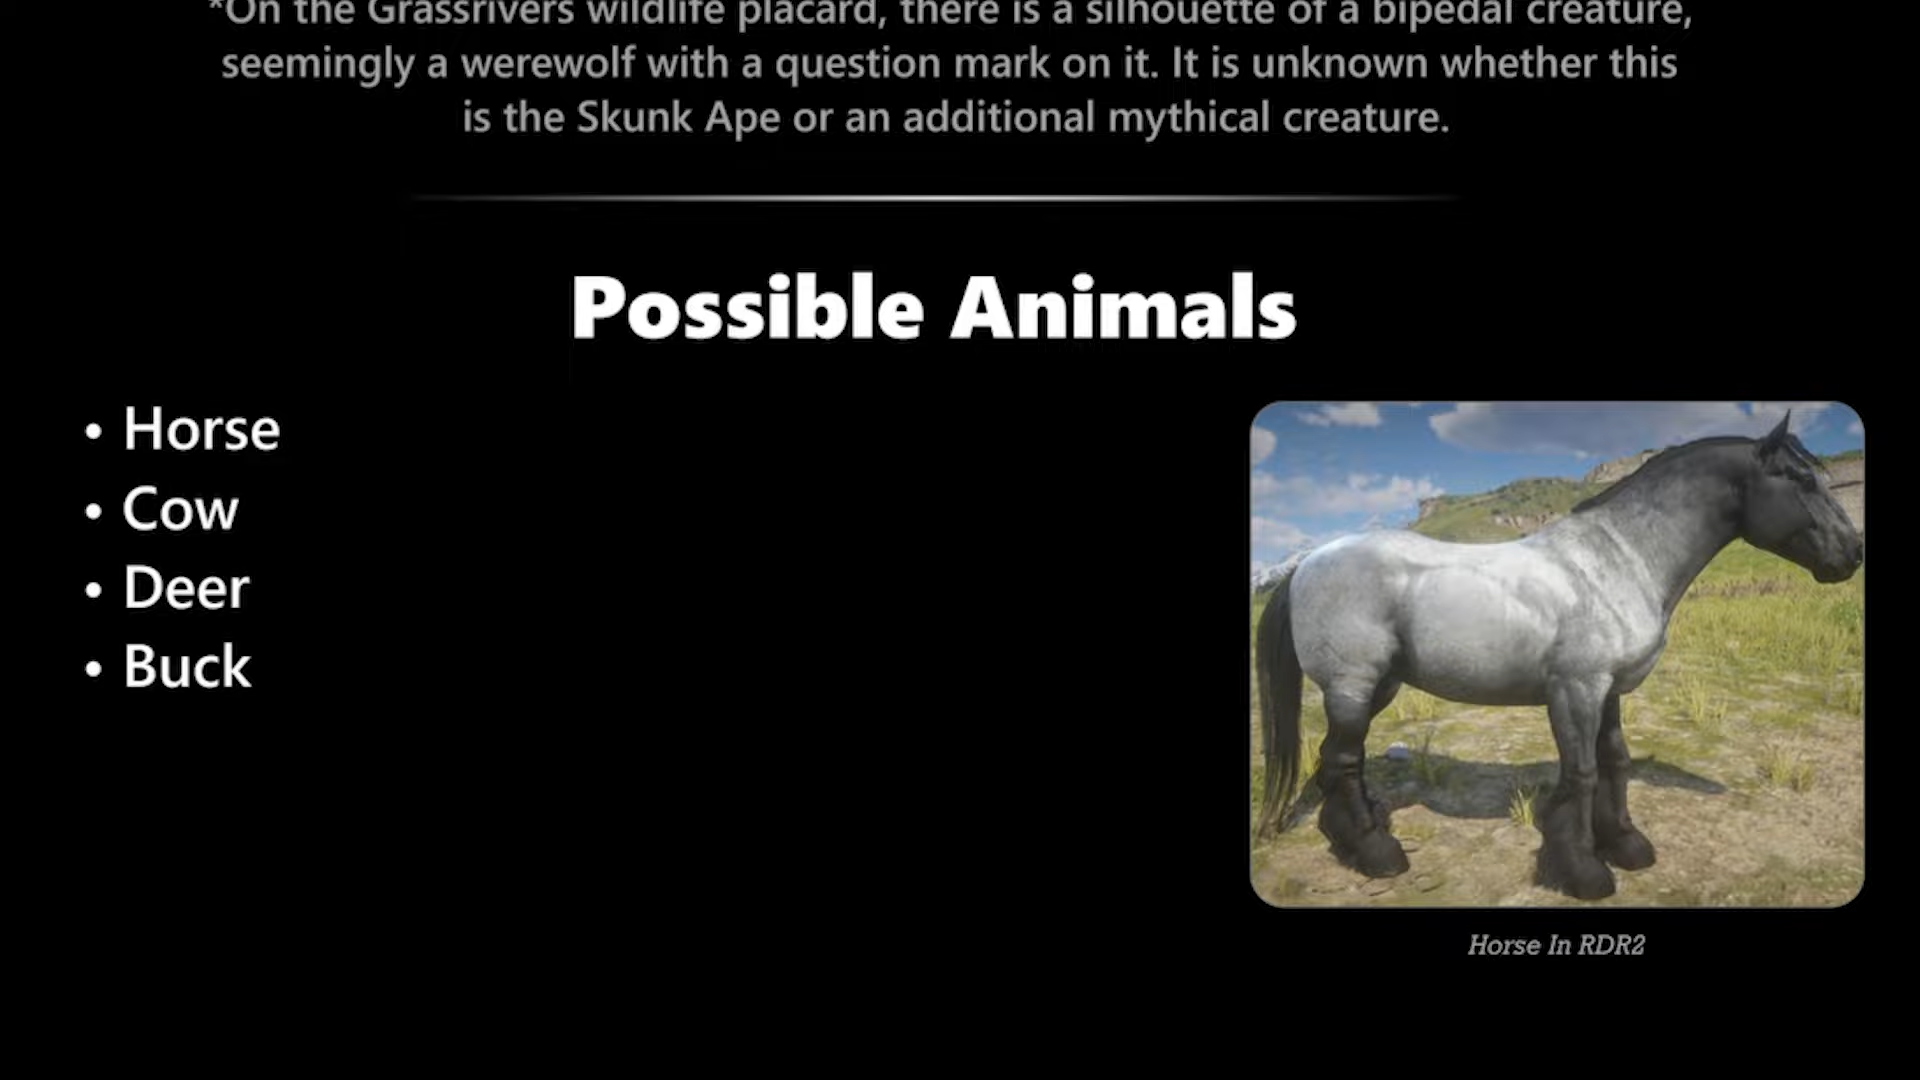 *On the Grassrivers wildlife placard, there is a silhouette of a bipedal creature,
seemingly a werewolf with a question mark on it. It is unknown whether this
is the Skunk Ape or an additional mythical creature.
Possible Animals
• Horse
• Cow
• Deer
• Buck
Horse In RDR2